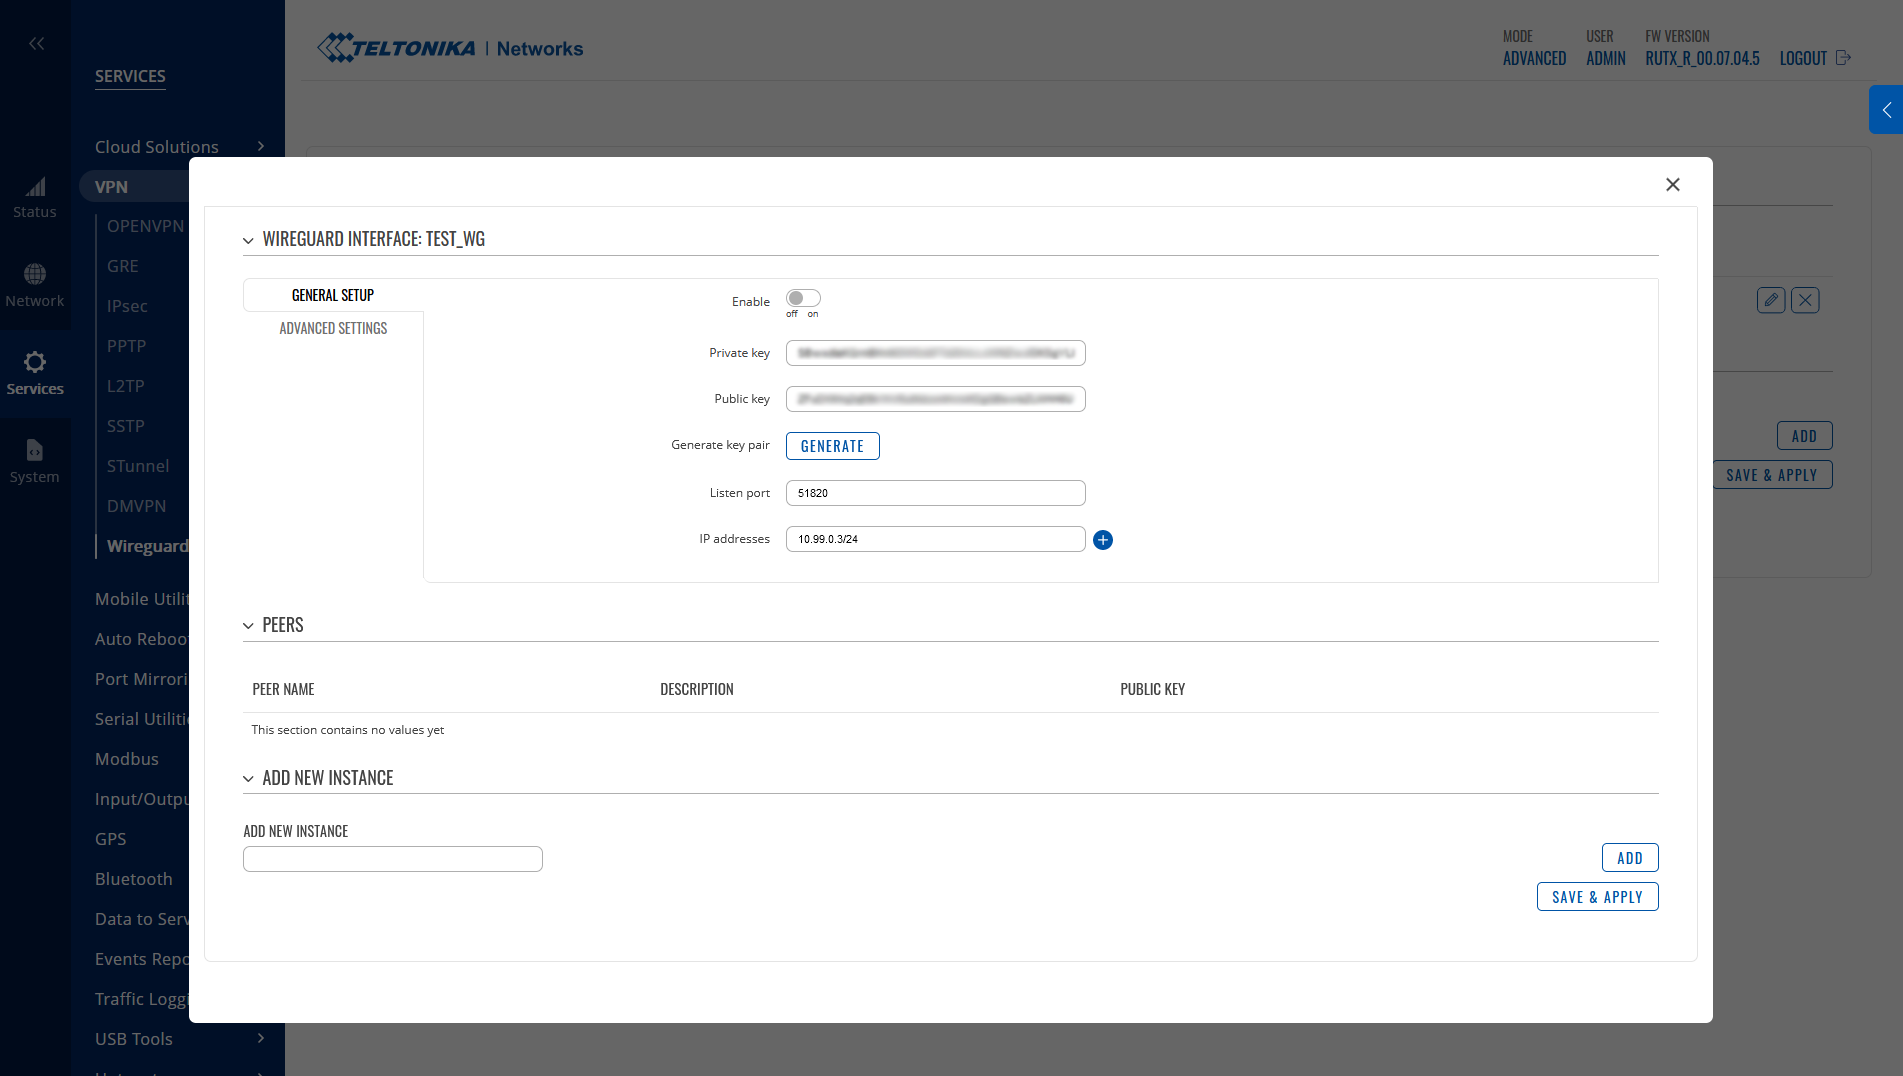 TELTONIKA | Networks
MODE
ADVANCED
USER
ADMIN
FW VERSION
RUTX_R_00.07.04.5
LOGOUT
Status
Network
Services
System
SERVICES
Cloud Solutions
VPN
OPENVPN
GRE
IPsec
PPTP
L2TP
SSTP
STunnel
DMVPN
Wireguard
Mobile Utilit
Auto Reboo
Port Mirrori
Serial Utilitie
Modbus
Input/Outpu
GPS
Bluetooth
Data to Serv
Events Repo
Traffic Loggi
USB Tools
WIREGUARD INTERFACE: TEST_WG
GENERAL SETUP
ADVANCED SETTINGS
Enable
off on
Private key
Public key
Generate key pair
GENERATE
Listen port
51820
IP addresses
10.99.0.3/24
PEERS
PEER NAME DESCRIPTION PUBLIC KEY
This section contains no values yet
ADD NEW INSTANCE
ADD NEW INSTANCE
ADD
SAVE & APPLY
ADD
SAVE & APPLY